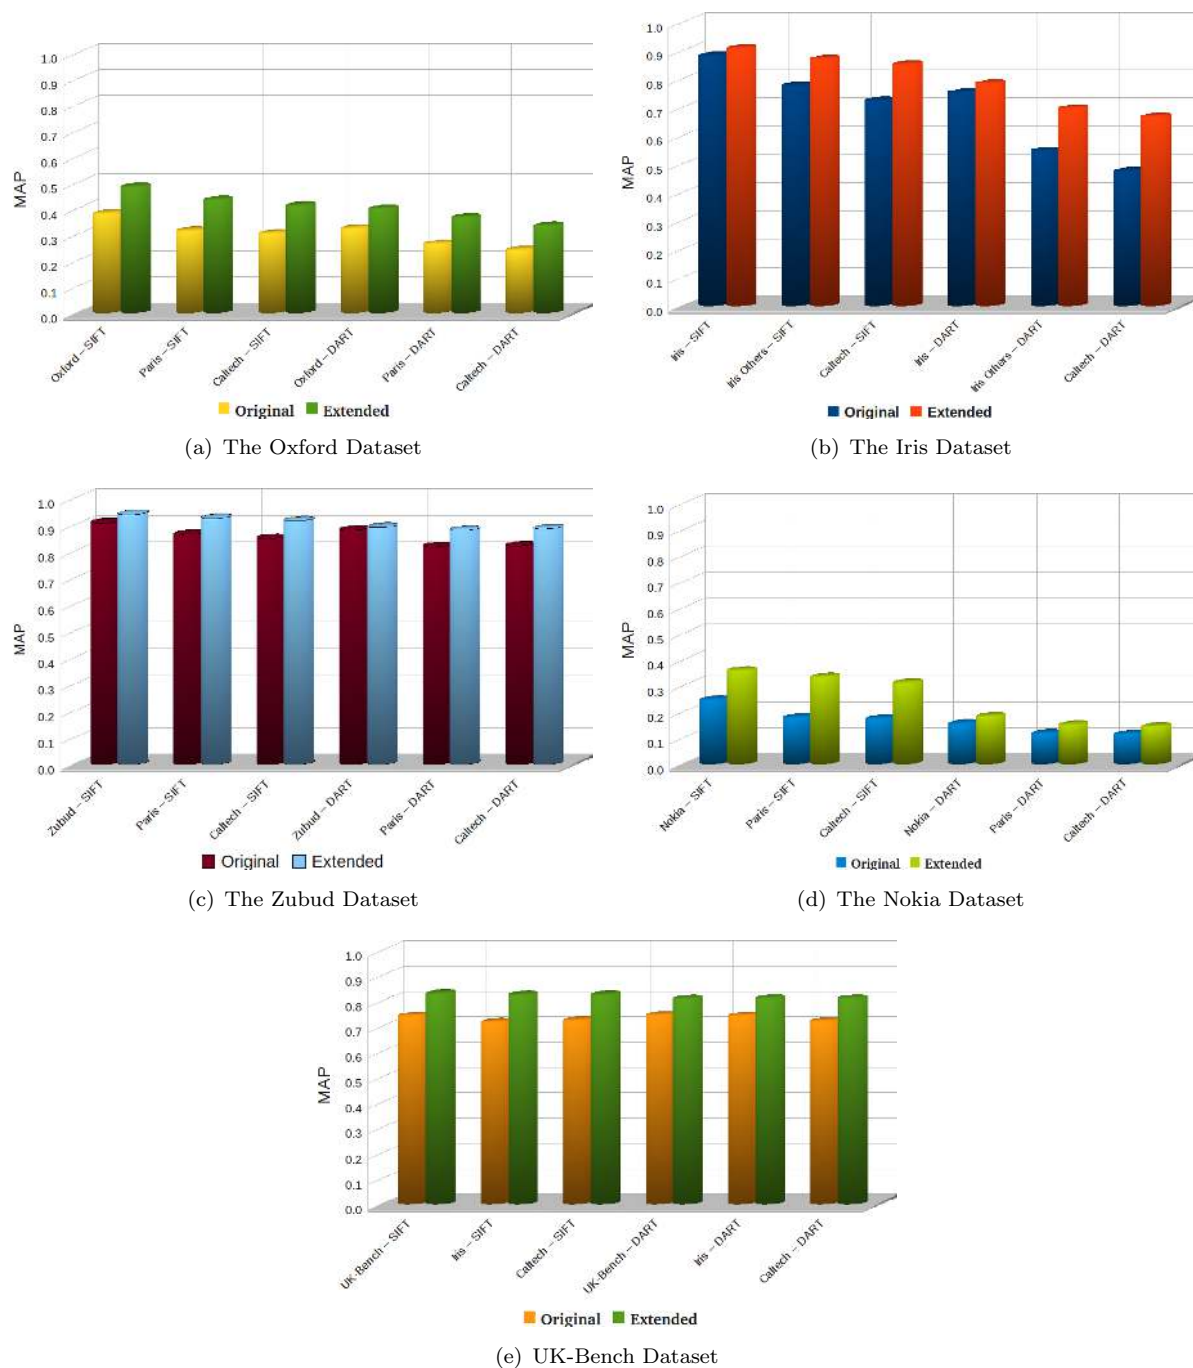 1.0
0.9
0.8
0.7
0.6
0.5
0.4
0.3
0.2
0.1
0.0
MAP
Oxford – SIFT
Paris – SIFT
Caltech – SIFT
Oxford – DART
Paris – DART
Caltech – DART
Original Extended
(a) The Oxford Dataset
1.0
0.9
0.8
0.7
0.6
0.5
0.4
0.3
0.2
0.1
0.0
MAP
Iris – SIFT
Iris Others – SIFT
Caltech – SIFT
Iris – DART
Iris Others – DART
Caltech – DART
Original Extended
(b) The Iris Dataset
1.0
0.9
0.8
0.7
0.6
0.5
0.4
0.3
0.2
0.1
0.0
MAP
Zubud – SIFT
Paris – SIFT
Caltech – SIFT
Zubud – DART
Paris – DART
Caltech – DART
Original Extended
(c) The Zubud Dataset
1.0
0.9
0.8
0.7
0.6
0.5
0.4
0.3
0.2
0.1
0.0
MAP
Nokia – SIFT
Paris – SIFT
Caltech – SIFT
Nokia – DART
Paris – DART
Caltech – DART
Original Extended
(d) The Nokia Dataset
1.0
0.9
0.8
0.7
0.6
0.5
0.4
0.3
0.2
0.1
0.0
MAP
UK-Bench – SIFT
Iris – SIFT
Caltech – SIFT
UK-Bench – DART
Iris – DART
Caltech – DART
Original Extended
(e) UK-Bench Dataset